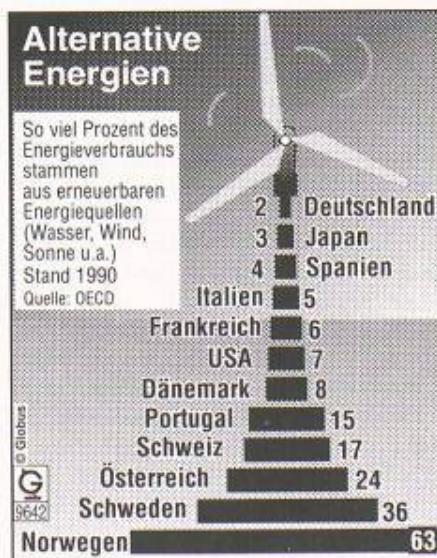 Alternative
Energien
So viel Prozent des
Energieverbrauchs
stammen
aus erneuerbaren
Energiequellen
(Wasser, Wind,
Sonne u.a.)
Stand 1990
Quelle: OECD
2 Deutschland
3 Japan
4 Spanien
Italien 5
Frankreich 6
USA 7
Dänemark 8
Portugal 15
Schweiz 17
Österreich 24
Schweden 36
Norwegen 63
© Globus
G
9642